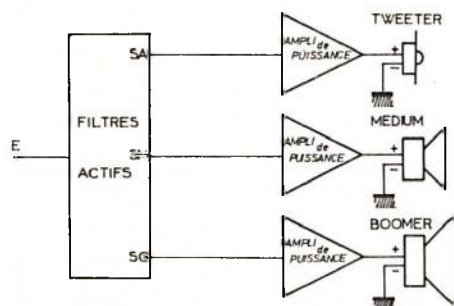 TWEETER
SA
AMPLI de
PUISSANCE
+
−
MEDIUM
FILTRES
E
ACTIFS
AMPLI de
PUISSANCE
+
−
BOOMER
SG
AMPLI de
PUISSANCE
+
−